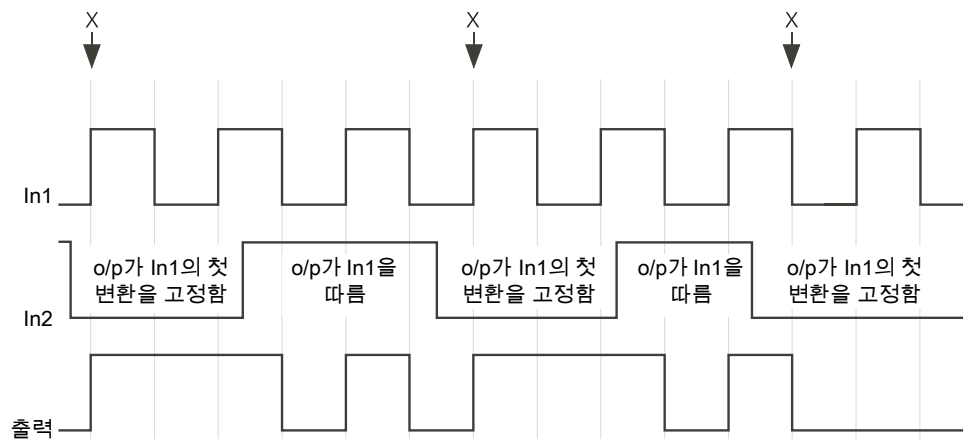 X X X
In1
o/p가 In1의 첫
변환을 고정함
o/p가 In1을
따름
o/p가 In1의 첫
변환을 고정함
o/p가 In1을
따름
o/p가 In1의 첫
변환을 고정함
In2
출력